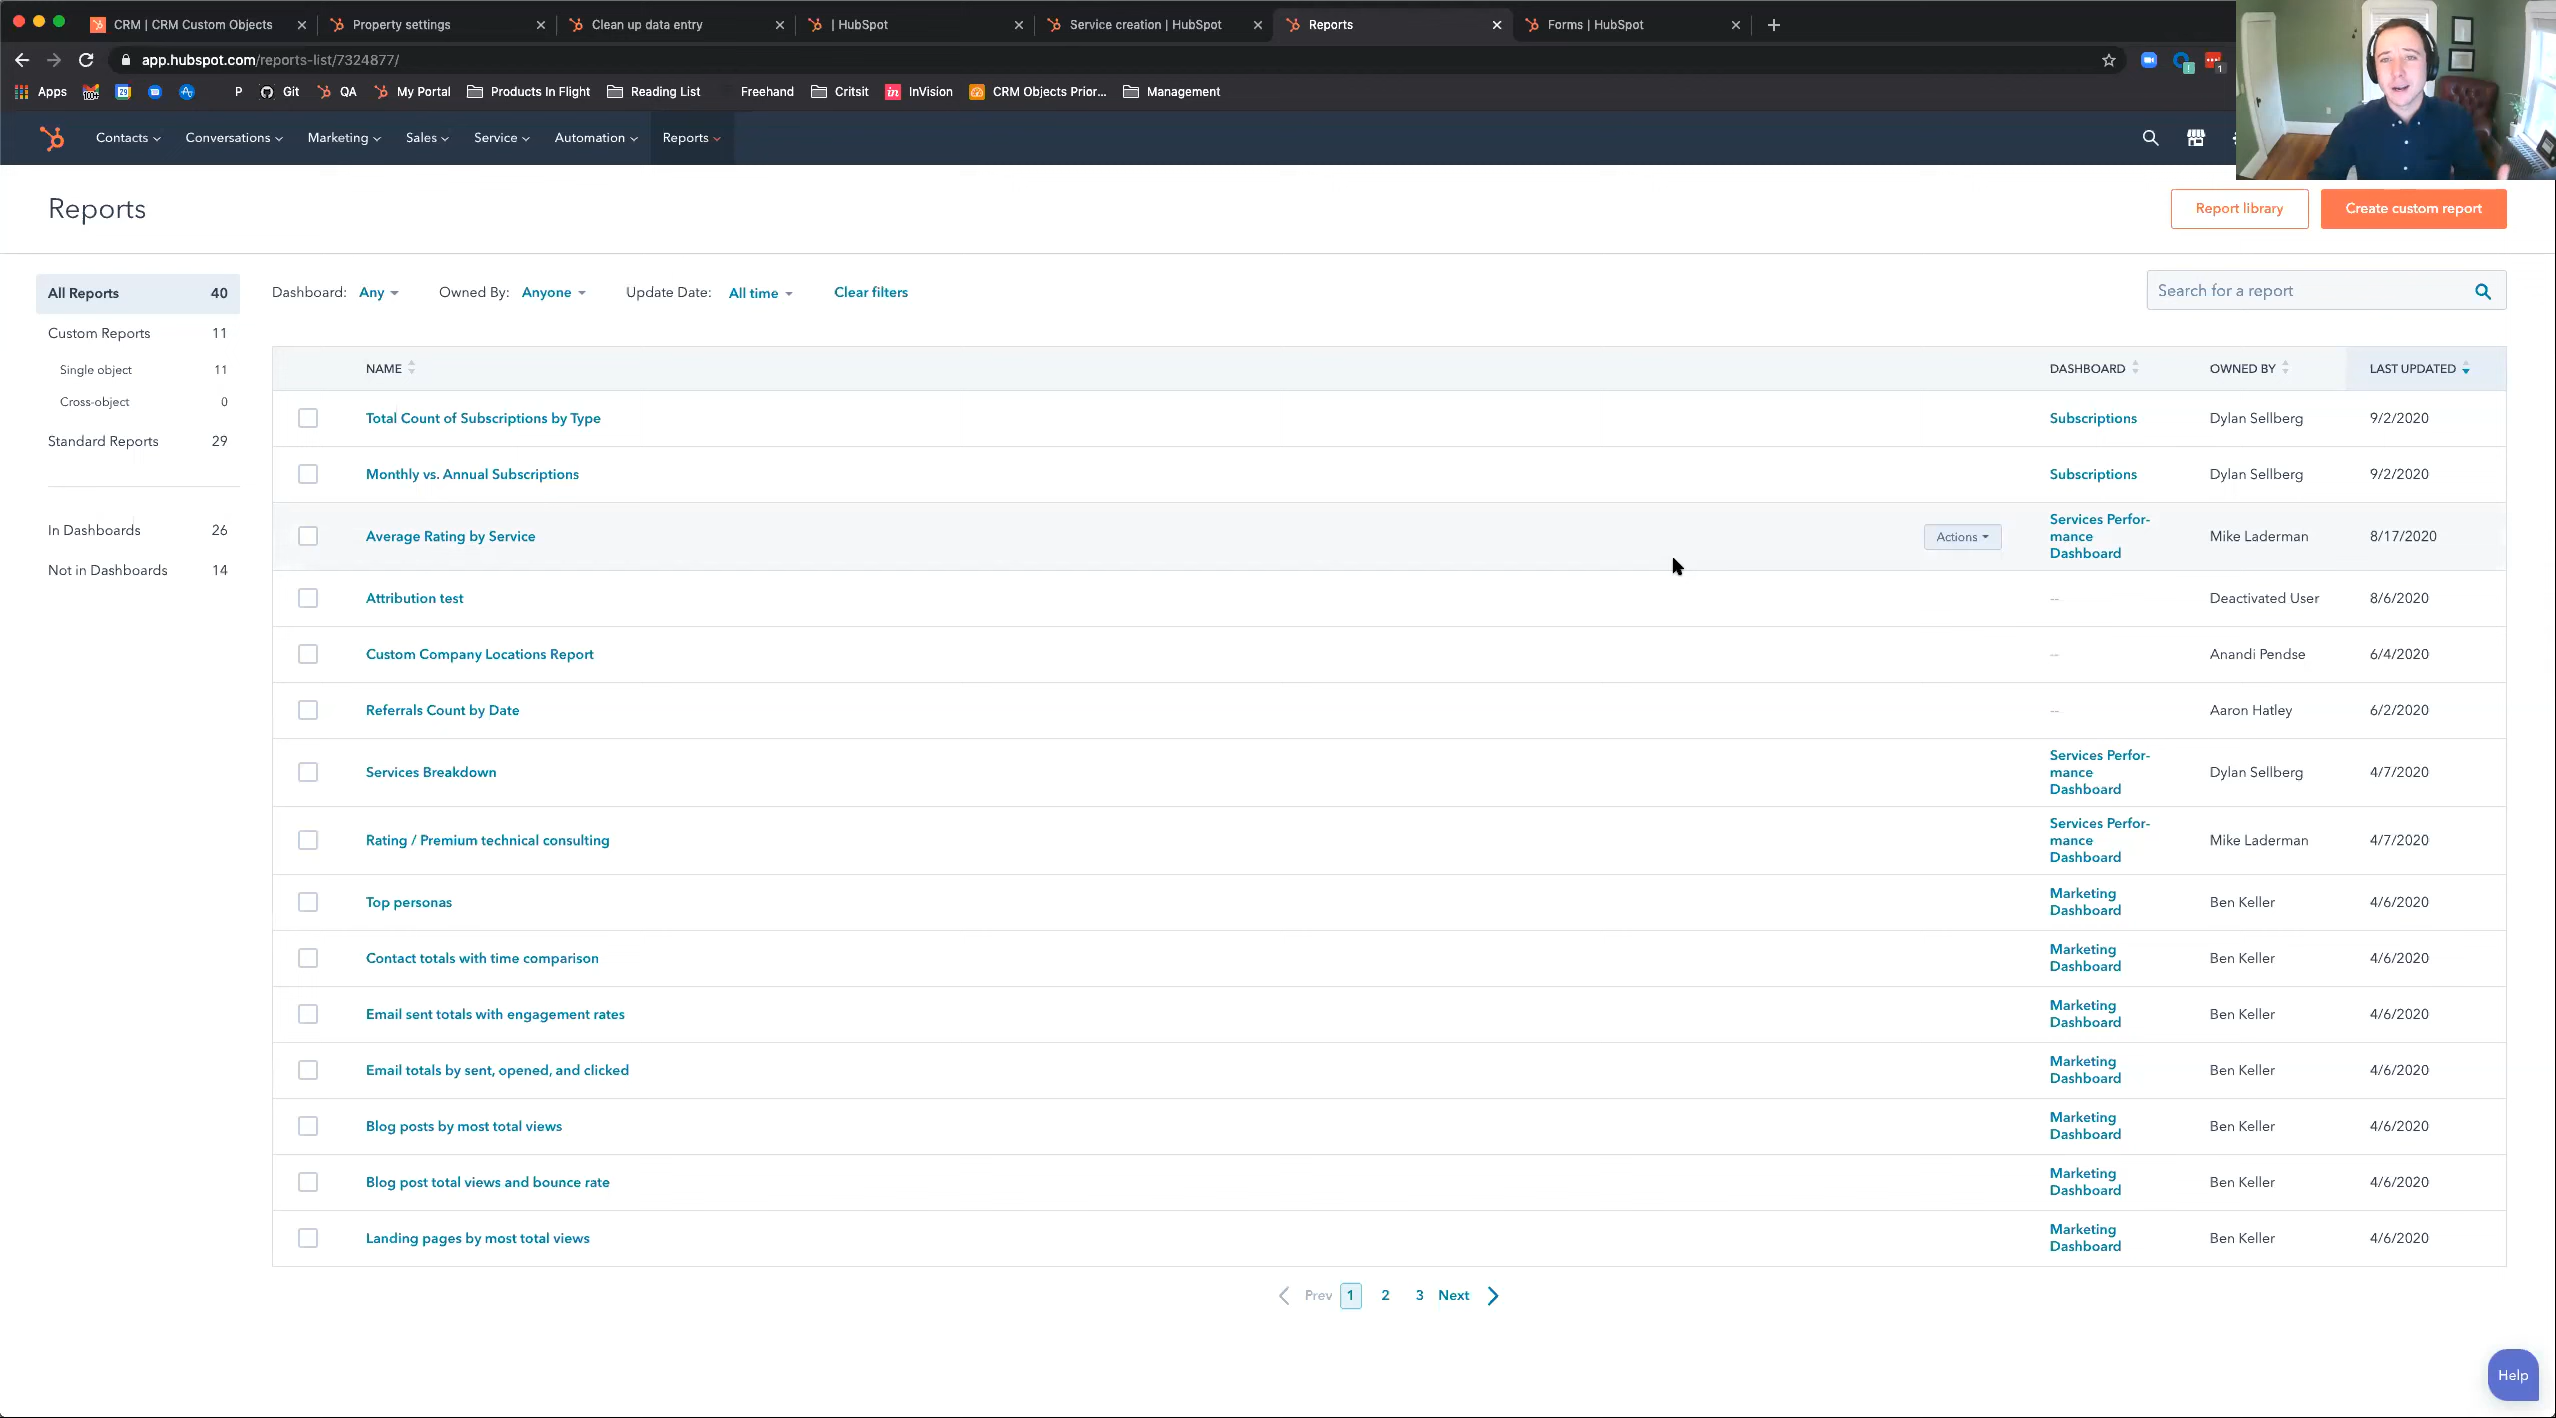 CRM | CRM Custom Objects
Property settings
Clean up data entry
| HubSpot
Service creation | HubSpot
Reports
Forms | HubSpot
app.hubspot.com/reports-list/7324877/
Apps
P
Git
QA
My Portal
Products In Flight
Reading List
Freehand
Critsit
in
InVision
CRM Objects Prior...
Management
Contacts
Conversations
Marketing
Sales
Service
Automation
Reports
Reports
Report library
Create custom report
All Reports 40
Custom Reports 11
Single object 11
Cross-object 0
Standard Reports 29
In Dashboards 26
Not in Dashboards 14
Dashboard: Any
Owned By: Anyone
Update Date: All time
Clear filters
Search for a report
NAME DASHBOARD OWNED BY LAST UPDATED
Total Count of Subscriptions by Type Subscriptions Dylan Sellberg 9/2/2020
Monthly vs. Annual Subscriptions Subscriptions Dylan Sellberg 9/2/2020
Services Perfor-
Average Rating by Service Actions mance Mike Laderman 8/17/2020
Dashboard
Attribution test -- Deactivated User 8/6/2020
Custom Company Locations Report -- Anandi Pendse 6/4/2020
Referrals Count by Date -- Aaron Hatley 6/2/2020
Services Perfor-
Services Breakdown mance Dylan Sellberg 4/7/2020
Dashboard
Services Perfor-
Rating / Premium technical consulting mance Mike Laderman 4/7/2020
Dashboard
Marketing
Top personas Ben Keller 4/6/2020
Dashboard
Marketing
Contact totals with time comparison Ben Keller 4/6/2020
Dashboard
Marketing
Email sent totals with engagement rates Ben Keller 4/6/2020
Dashboard
Marketing
Email totals by sent, opened, and clicked Ben Keller 4/6/2020
Dashboard
Marketing
Blog posts by most total views Ben Keller 4/6/2020
Dashboard
Marketing
Blog post total views and bounce rate Ben Keller 4/6/2020
Dashboard
Marketing
Landing pages by most total views Ben Keller 4/6/2020
Dashboard
Prev 1 2 3 Next
Help